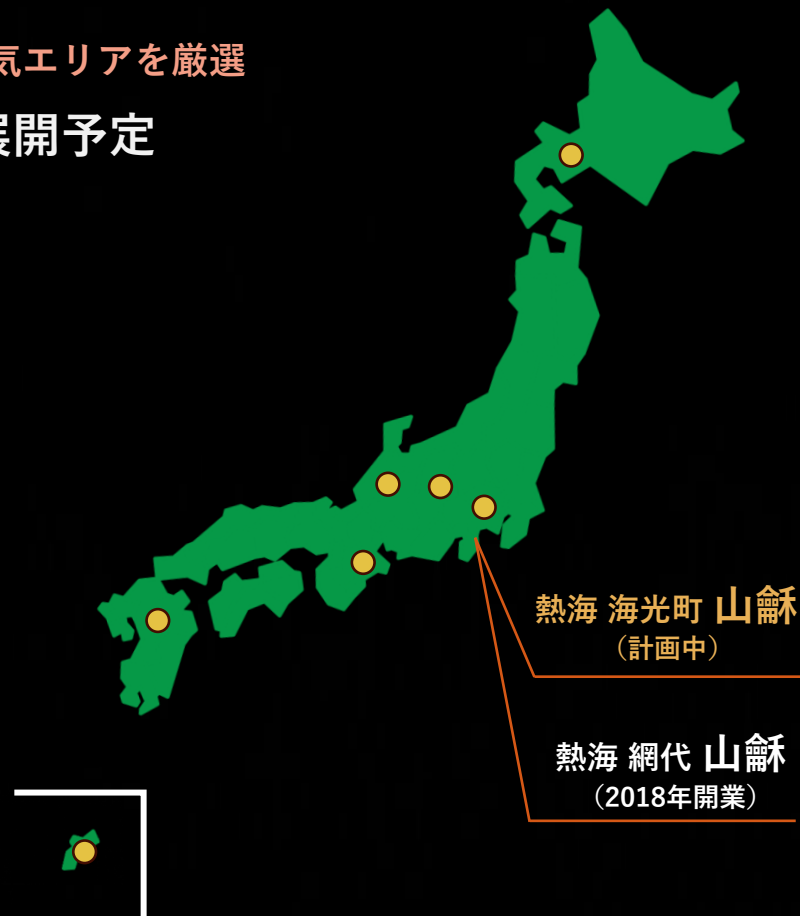 気エリアを厳選
展開予定
熱海 海光町 山龢
（計画中）
熱海 網代 山龢
（2018年開業）